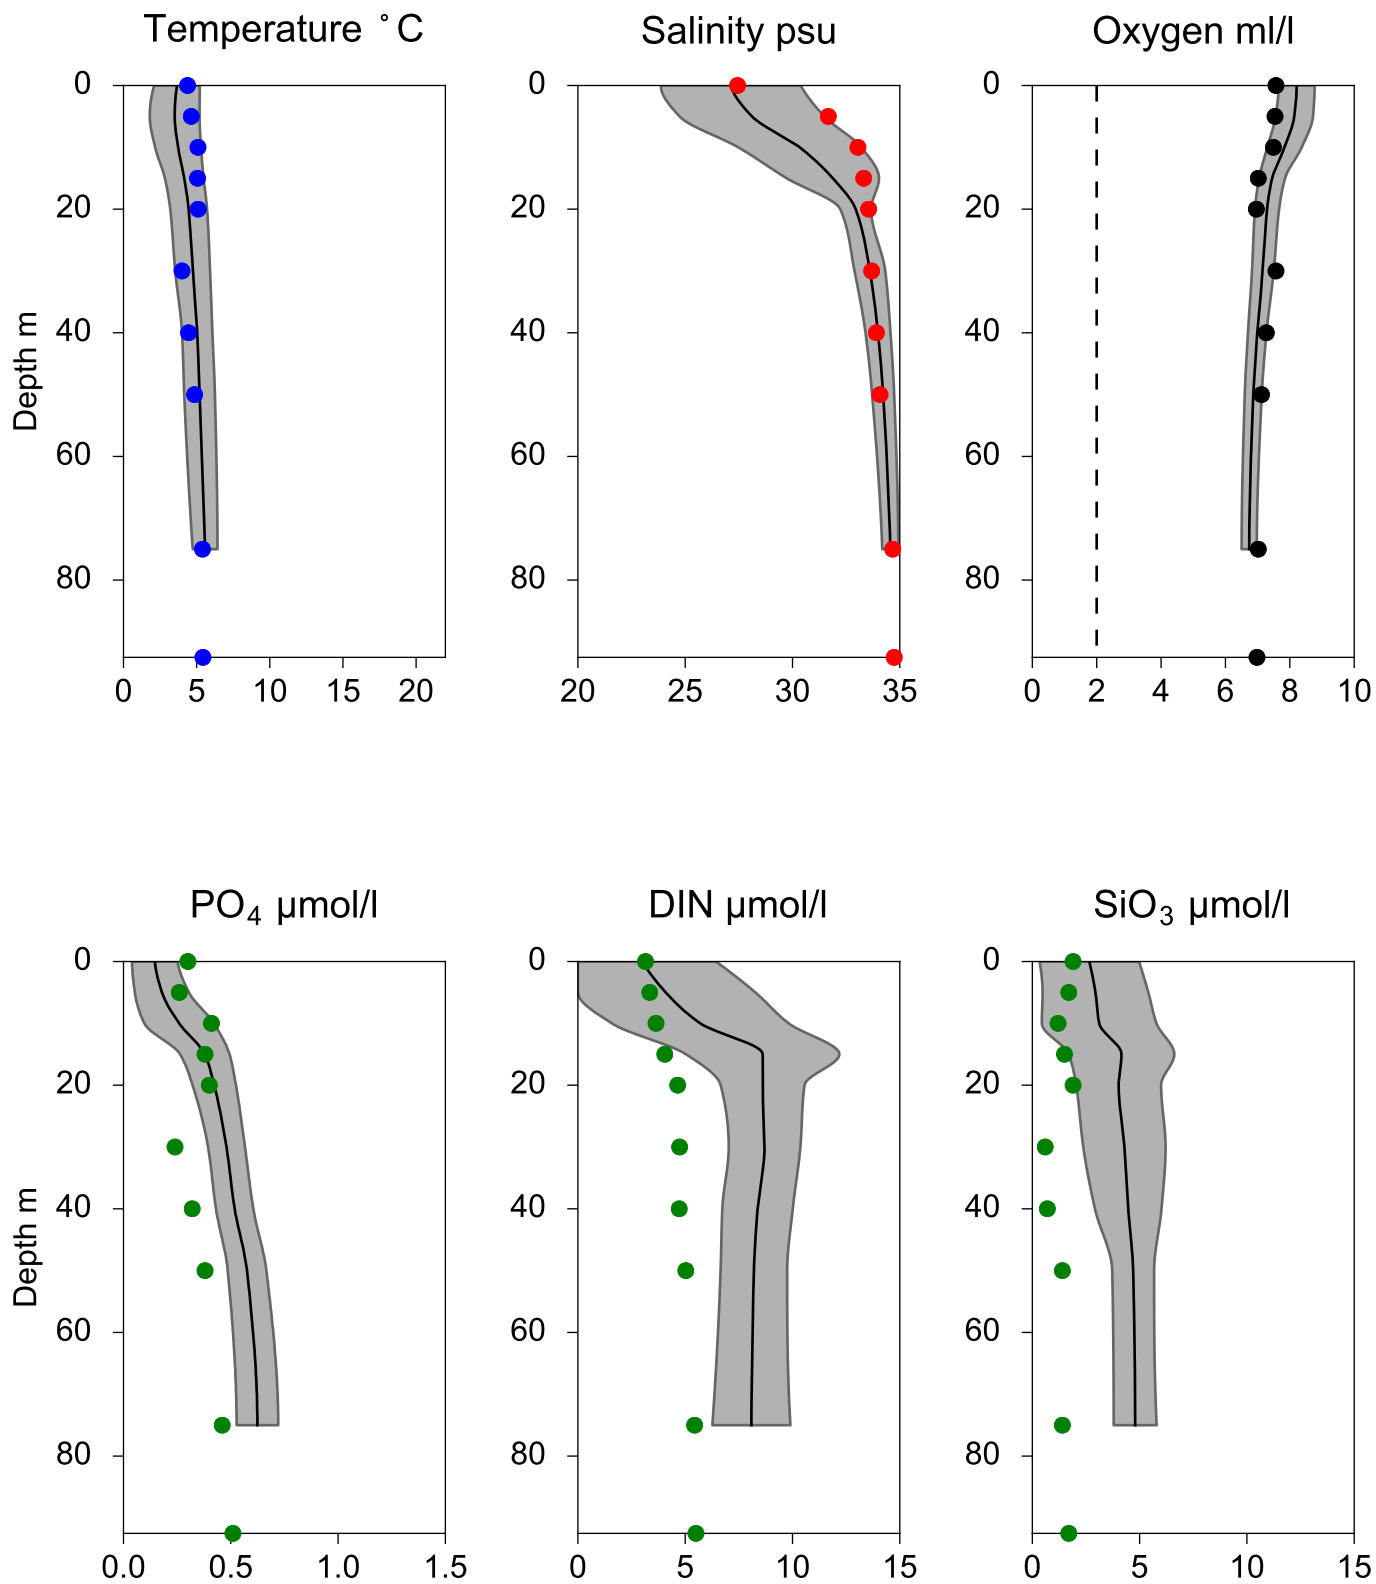 Temperature ˚C
Salinity psu
Oxygen ml/l
0
20
40
60
80
Depth m
0 5 10 15 20
0
20
40
60
80
20 25 30 35
0
20
40
60
80
0 2 4 6 8 10
PO₄ µmol/l
DIN µmol/l
SiO₃ µmol/l
0
20
40
60
80
Depth m
0.0 0.5 1.0 1.5
0
20
40
60
80
0 5 10 15
0
20
40
60
80
0 5 10 15